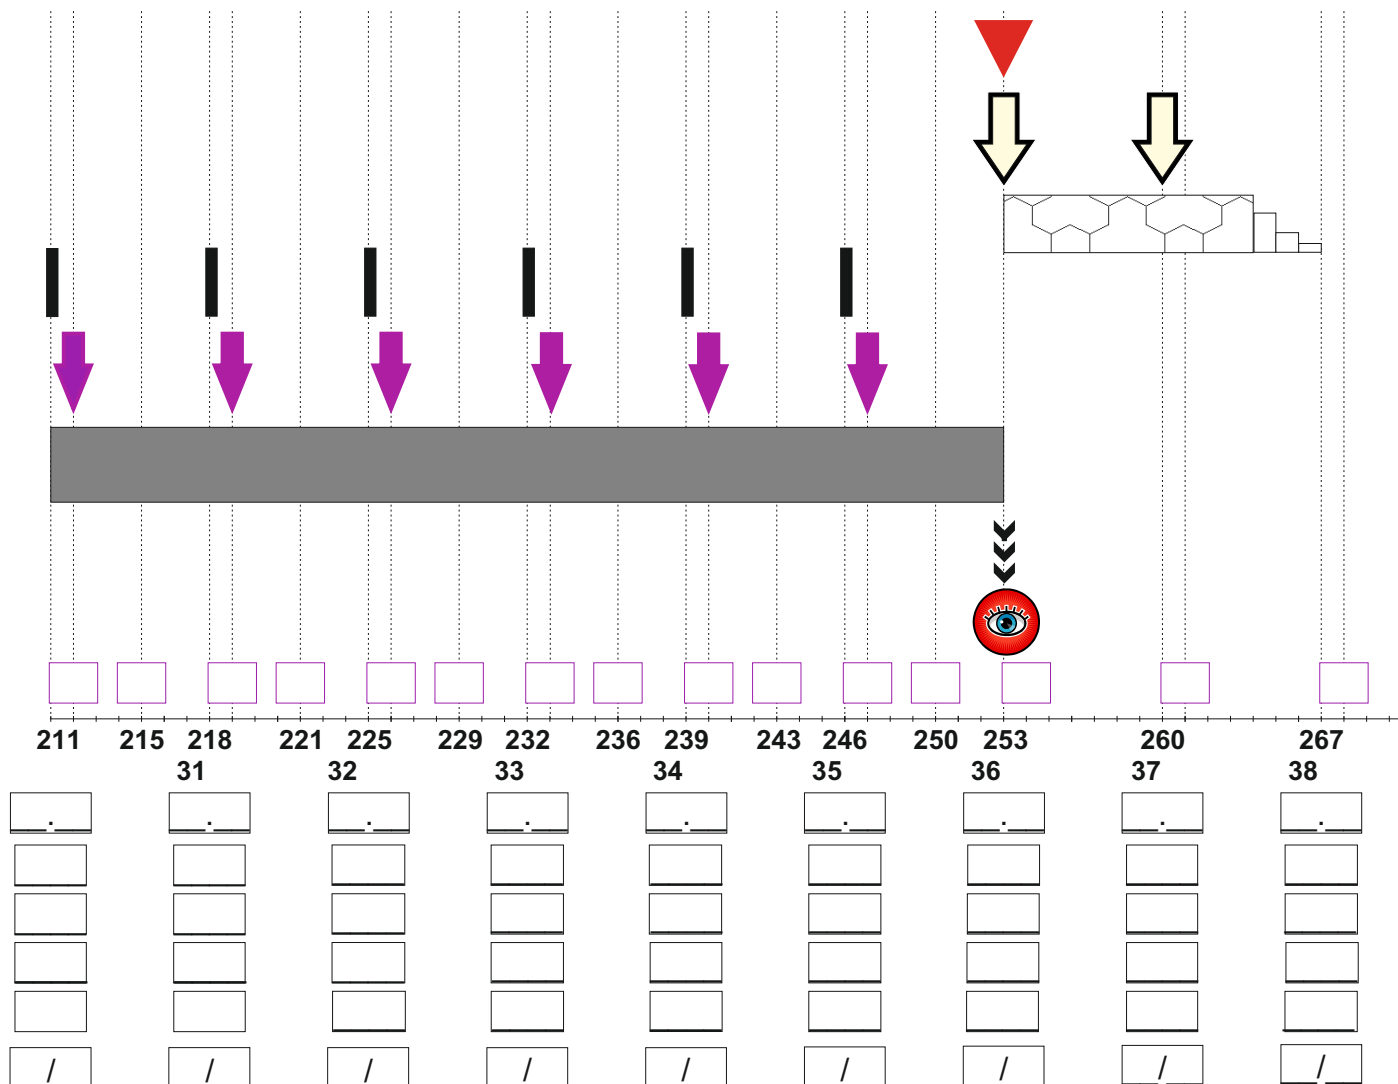 211 215 218 221 225 229 232 236 239 243 246 250 253 260 267
31 32 33 34 35 36 37 38
. . . . . . . . .
/ / / / / / / / /